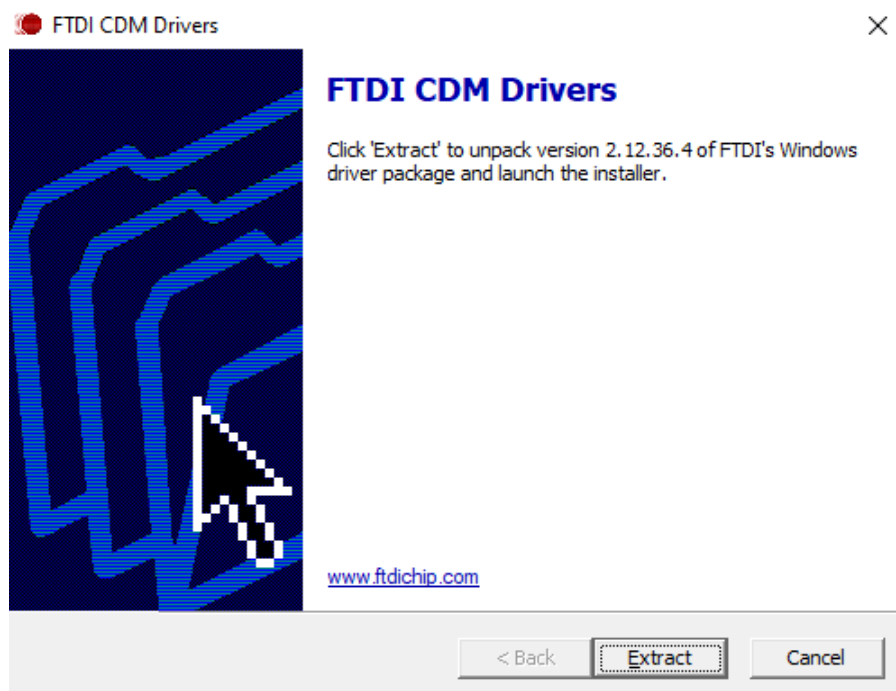 FTDI CDM Drivers
FTDI CDM Drivers
Click 'Extract' to unpack version 2.12.36.4 of FTDI's Windows
driver package and launch the installer.
www.ftdichip.com
< Back Extract Cancel